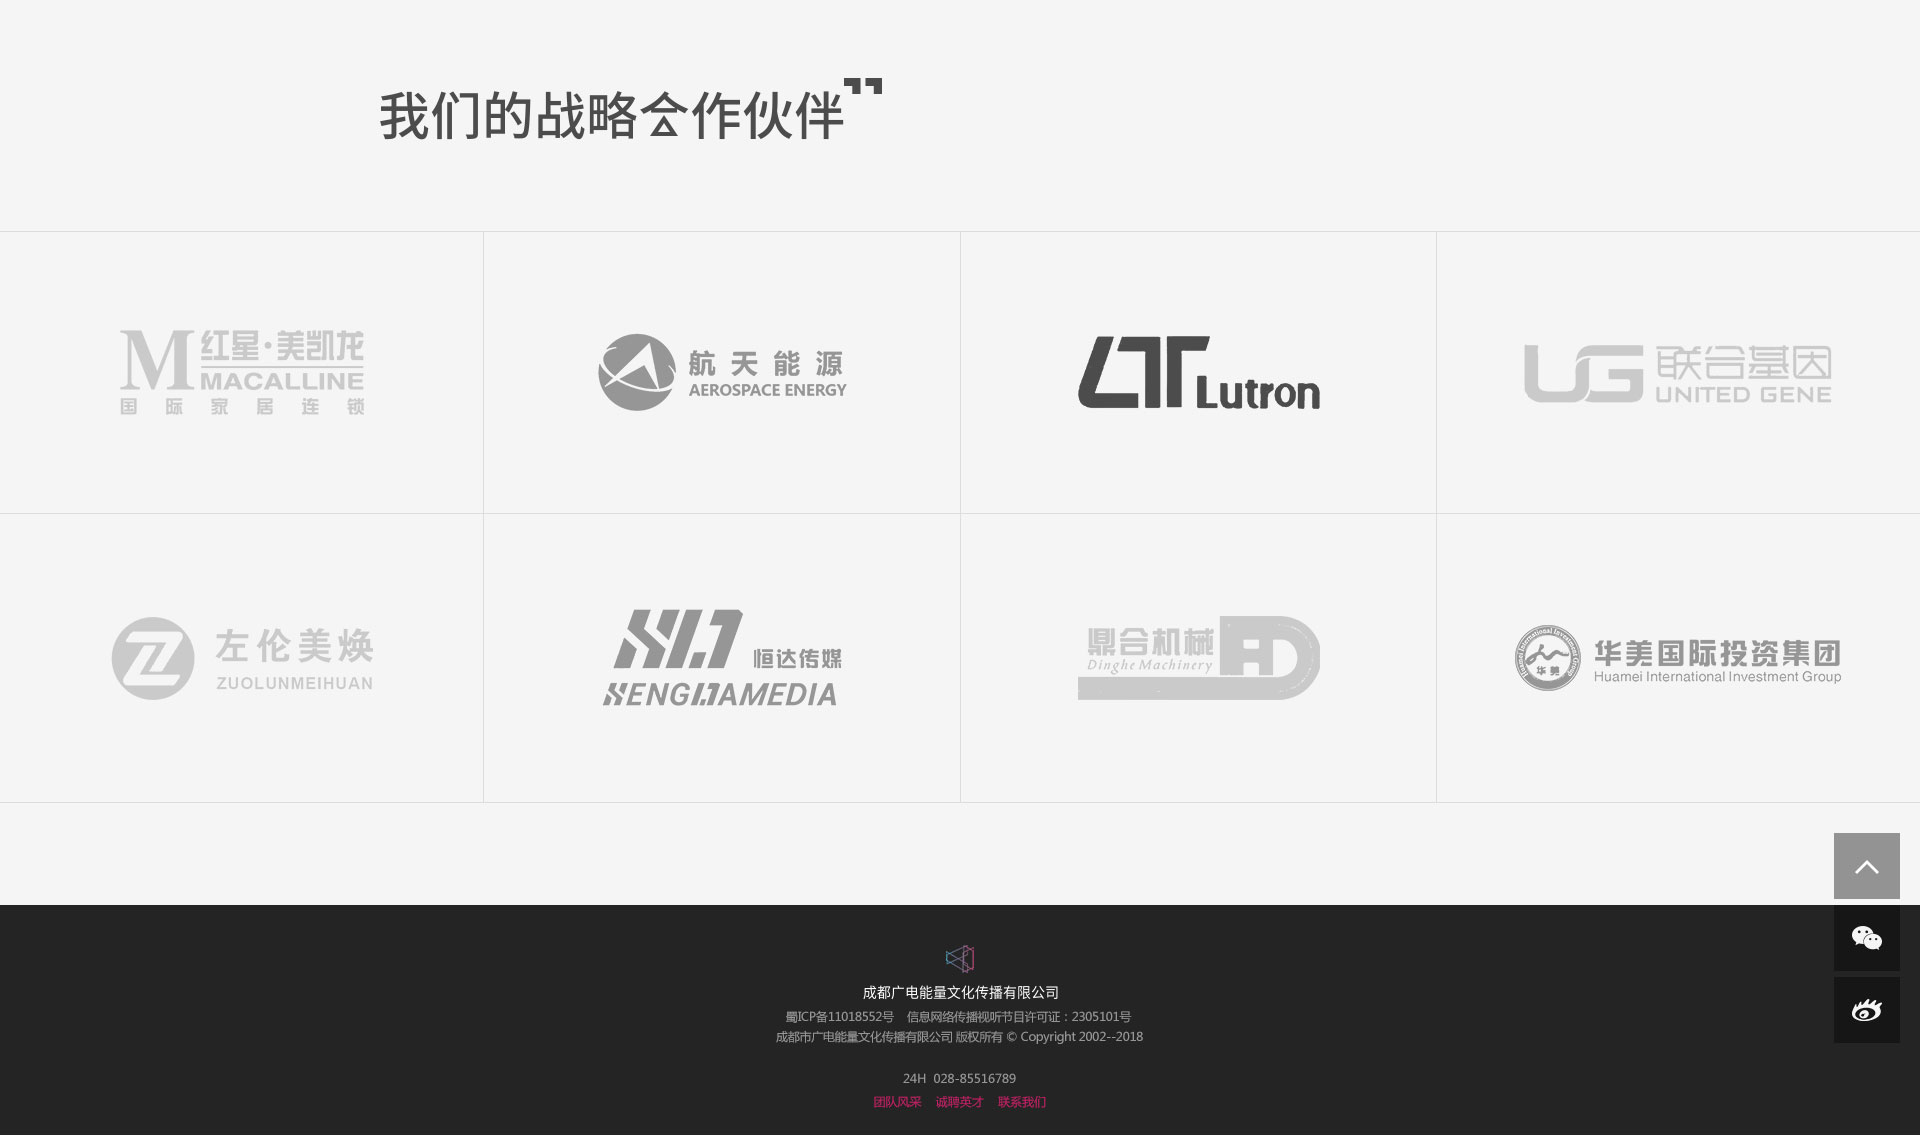 我们的战略合作伙伴
M 红星·美凯龙
MACALLINE
国际家居连锁
航天能源
AEROSPACE ENERGY
LTT Lutron
UG 联合基因
UNITED GENE
Z 左伦美焕
ZUOLUNMEIHUAN
HD 恒达传媒
HENGDAMEDIA
鼎合机械
Dinghe Machinery
华美国际投资集团
Huamei International Investment Group
华美
成都广电能量文化传播有限公司
蜀ICP备11018552号 信息网络传播视听节目许可证：2305101号
成都市广电能量文化传播有限公司 版权所有 © Copyright 2002--2018
24H 028-85516789
团队风采 诚聘英才 联系我们